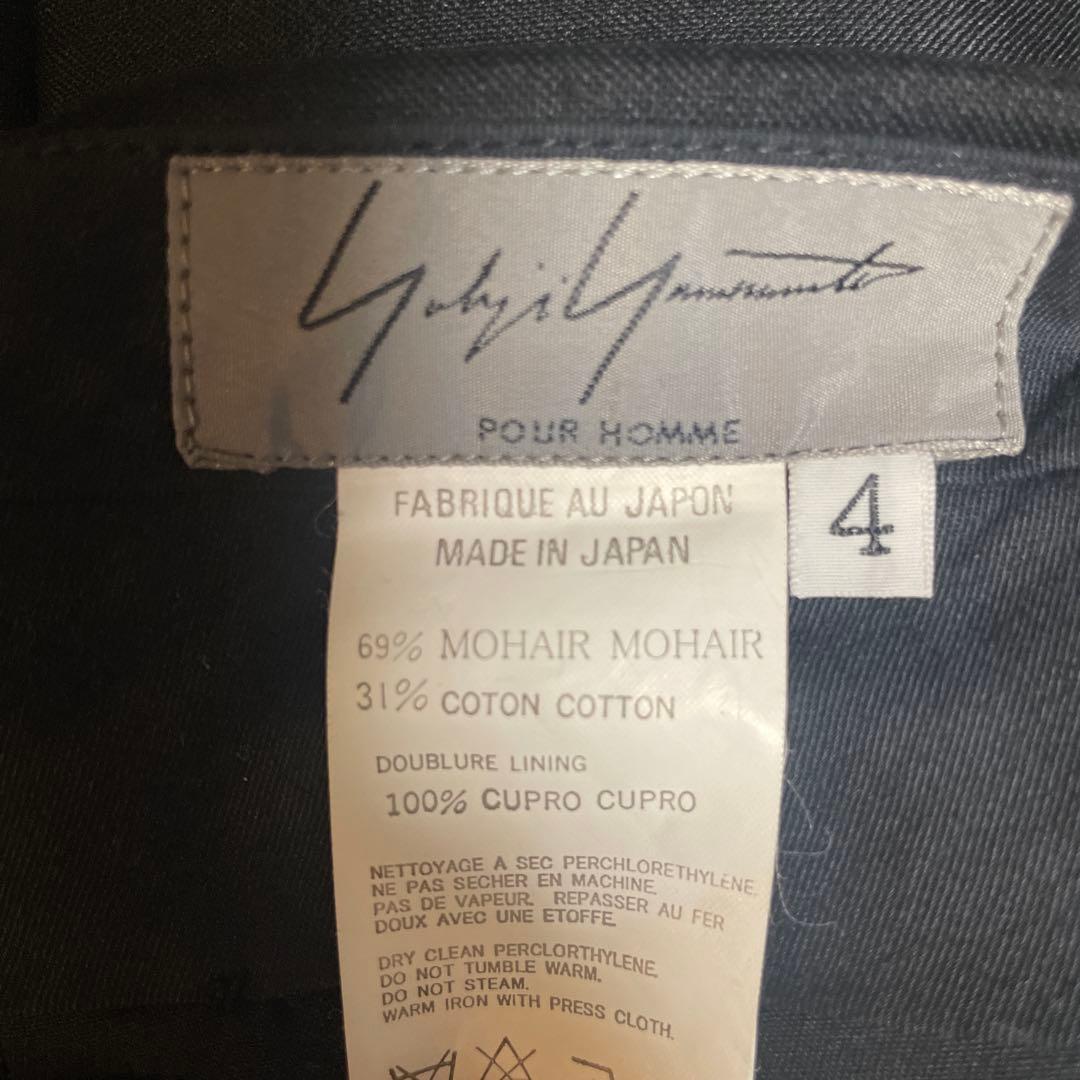 Yohji Yamamoto
POUR HOMME
4
FABRIQUE AU JAPON
MADE IN JAPAN
69% MOHAIR MOHAIR
31% COTON COTTON
DOUBLURE LINING
100% CUPRO CUPRO
NETTOYAGE A SEC PERCHLORETHYLÈNE.
NE PAS SECHER EN MACHINE.
PAS DE VAPEUR. REPASSER AU FER
DOUX AVEC UNE ETOFFE.
DRY CLEAN PERCLORTHYLENE.
DO NOT TUMBLE WARM.
DO NOT STEAM.
WARM IRON WITH PRESS CLOTH.